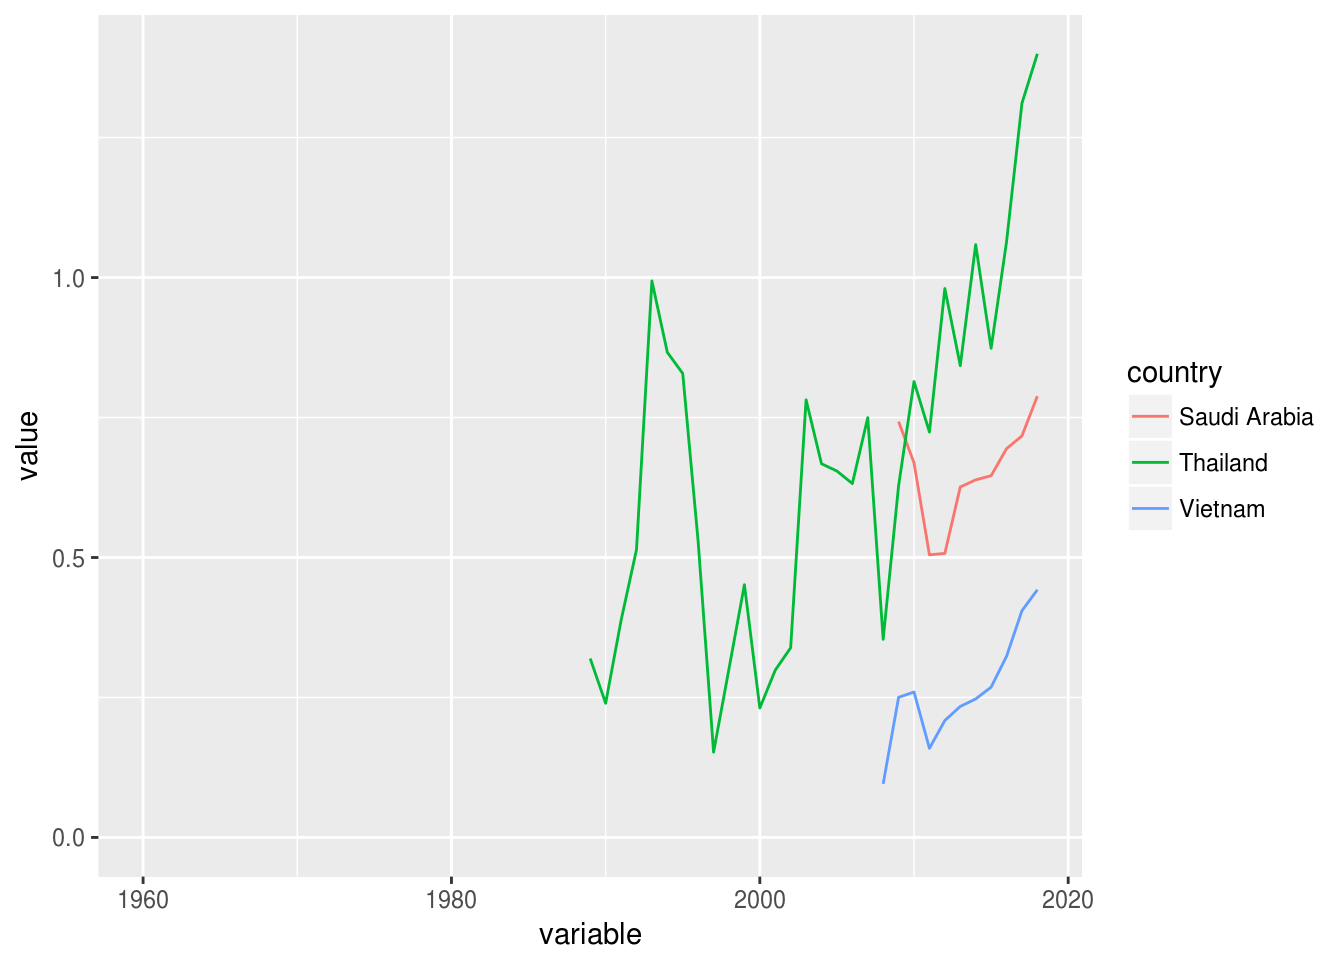 1.0
0.5
0.0
value
1960
1980
2000
2020
variable
country
Saudi Arabia
Thailand
Vietnam